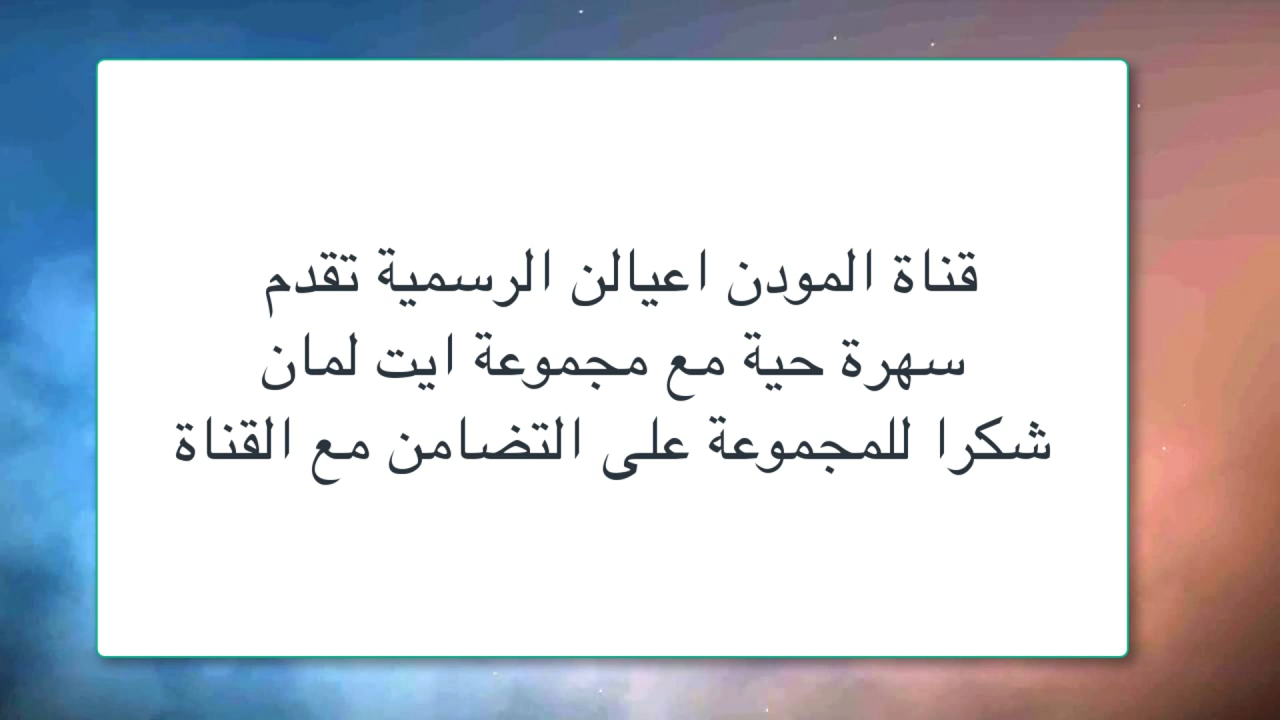 قناة المودن اعيالن الرسمية تقدم
سهرة حية مع مجموعة ايت لمان
شكرا للمجموعة على التضامن مع القناة